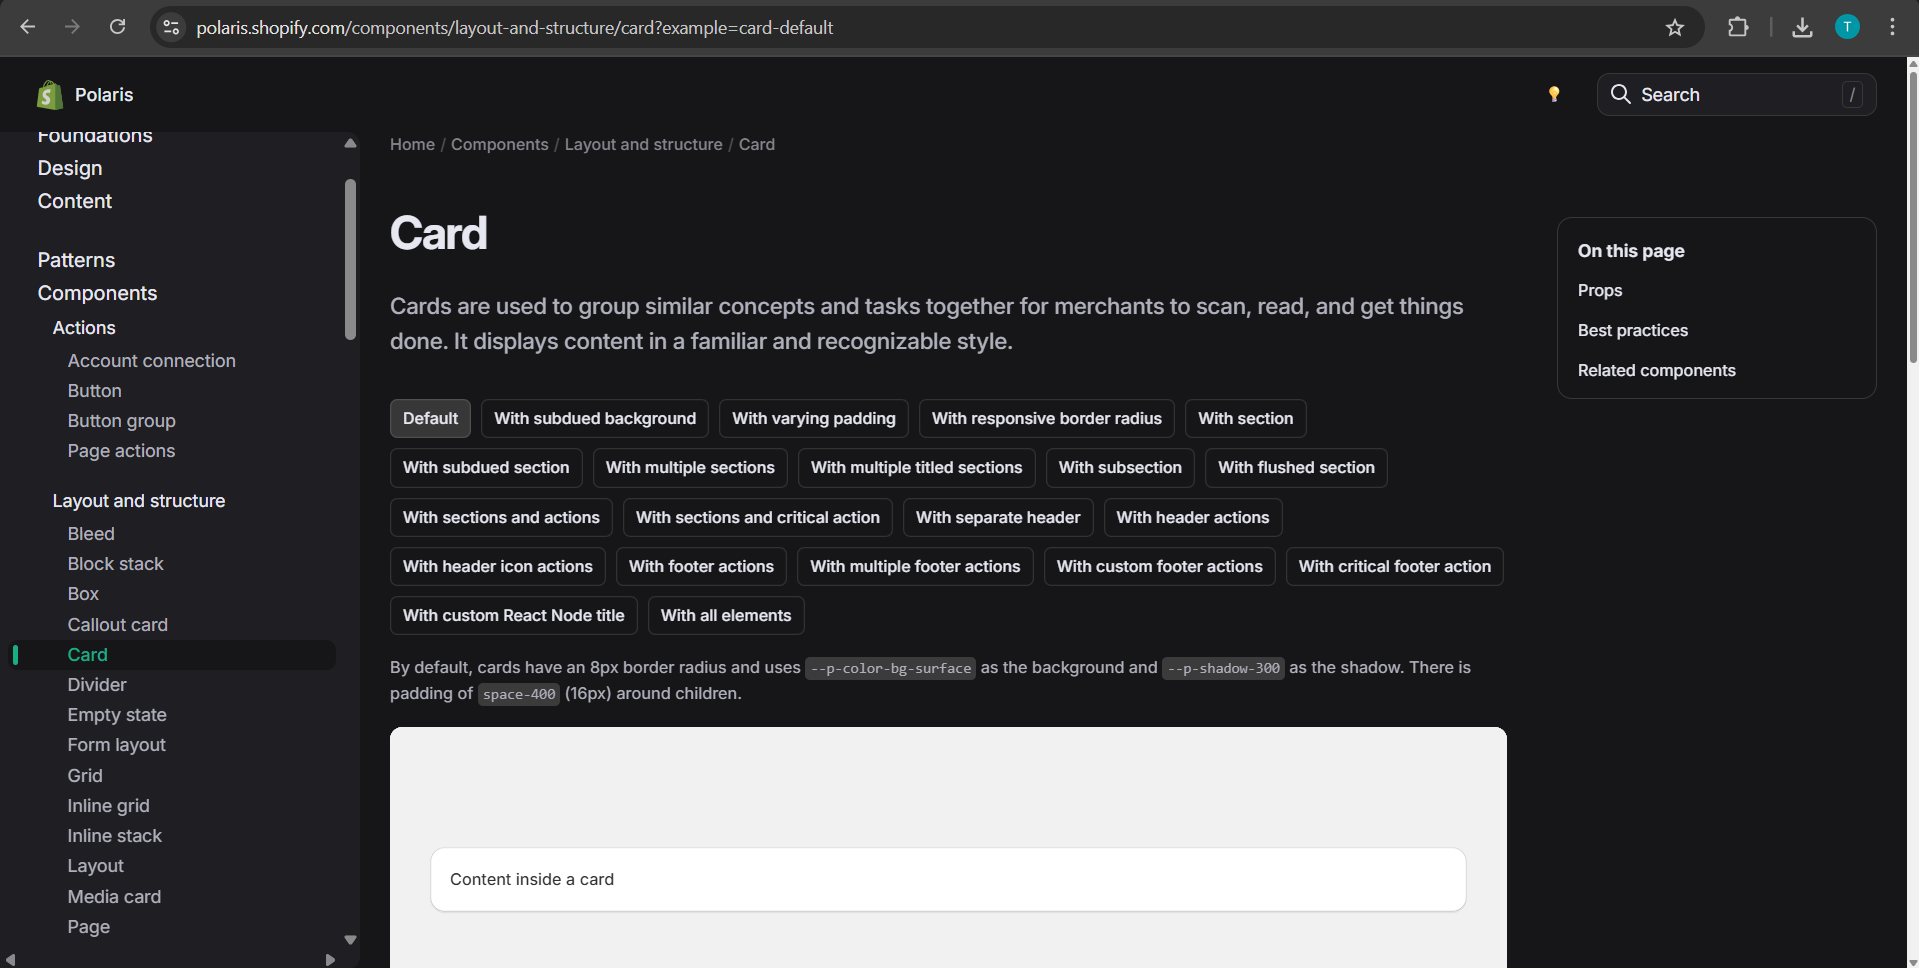 polaris.shopify.com/components/layout-and-structure/card?example=card-default
T
Polaris
Search
/
Foundations
Design
Content
Patterns
Components
Actions
Account connection
Button
Button group
Page actions
Layout and structure
Bleed
Block stack
Box
Callout card
Card
Divider
Empty state
Form layout
Grid
Inline grid
Inline stack
Layout
Media card
Page
Home / Components / Layout and structure / Card
Card
Cards are used to group similar concepts and tasks together for merchants to scan, read, and get things
done. It displays content in a familiar and recognizable style.
Default With subdued background With varying padding With responsive border radius With section
With subdued section With multiple sections With multiple titled sections With subsection With flushed section
With sections and actions With sections and critical action With separate header With header actions
With header icon actions With footer actions With multiple footer actions With custom footer actions With critical footer action
With custom React Node title With all elements
By default, cards have an 8px border radius and uses --p-color-bg-surface as the background and --p-shadow-300 as the shadow. There is
padding of space-400 (16px) around children.
Content inside a card
On this page
Props
Best practices
Related components